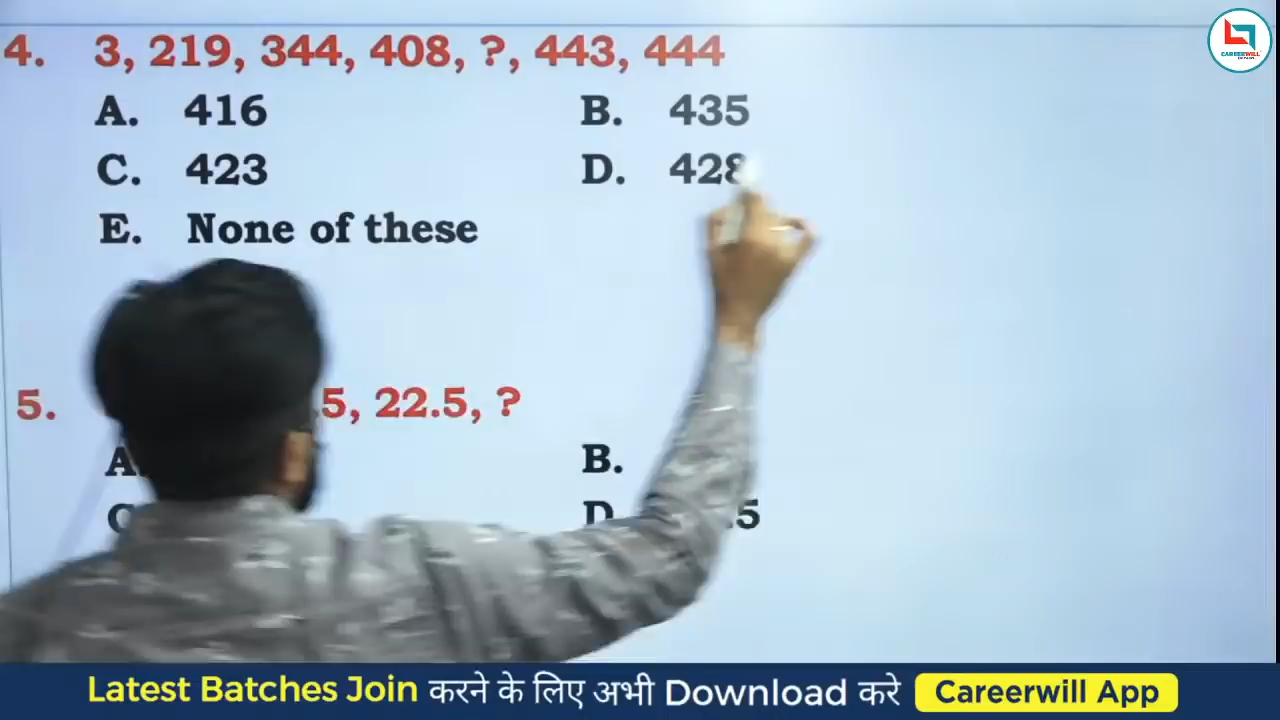 CAREERWILL
4. 3, 219, 344, 408, ?, 443, 444
A. 416 B. 435
C. 423 D. 428
E. None of these
5. .5, 22.5, ?
A. B.
C D 5
Latest Batches Join करने के लिए अभी Download करे Careerwill App